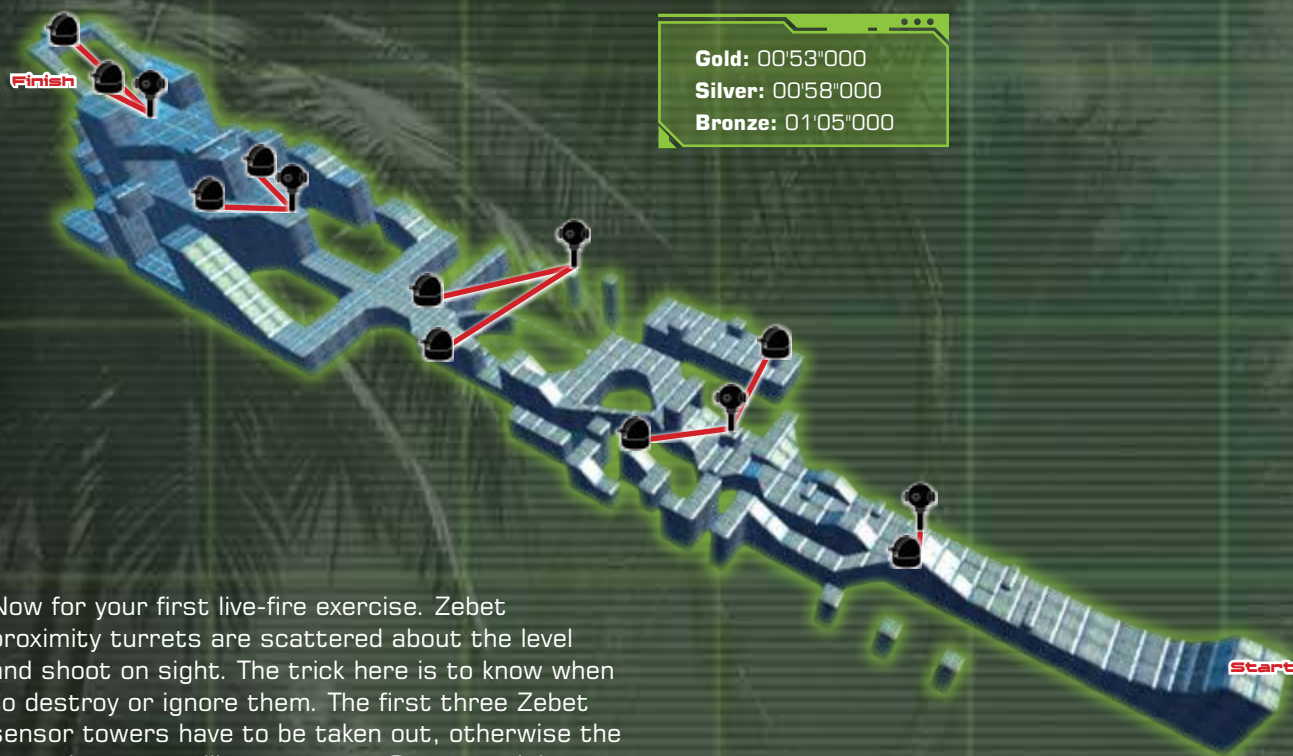 Finish
Gold: 00'53"000
Silver: 00'58"000
Bronze: 01'05"000
Start
Now for your first live-fire exercise. Zebet
proximity turrets are scattered about the level
and shoot on sight. The trick here is to know when
to destroy or ignore them. The first three Zebet
sensor towers have to be taken out, otherwise the